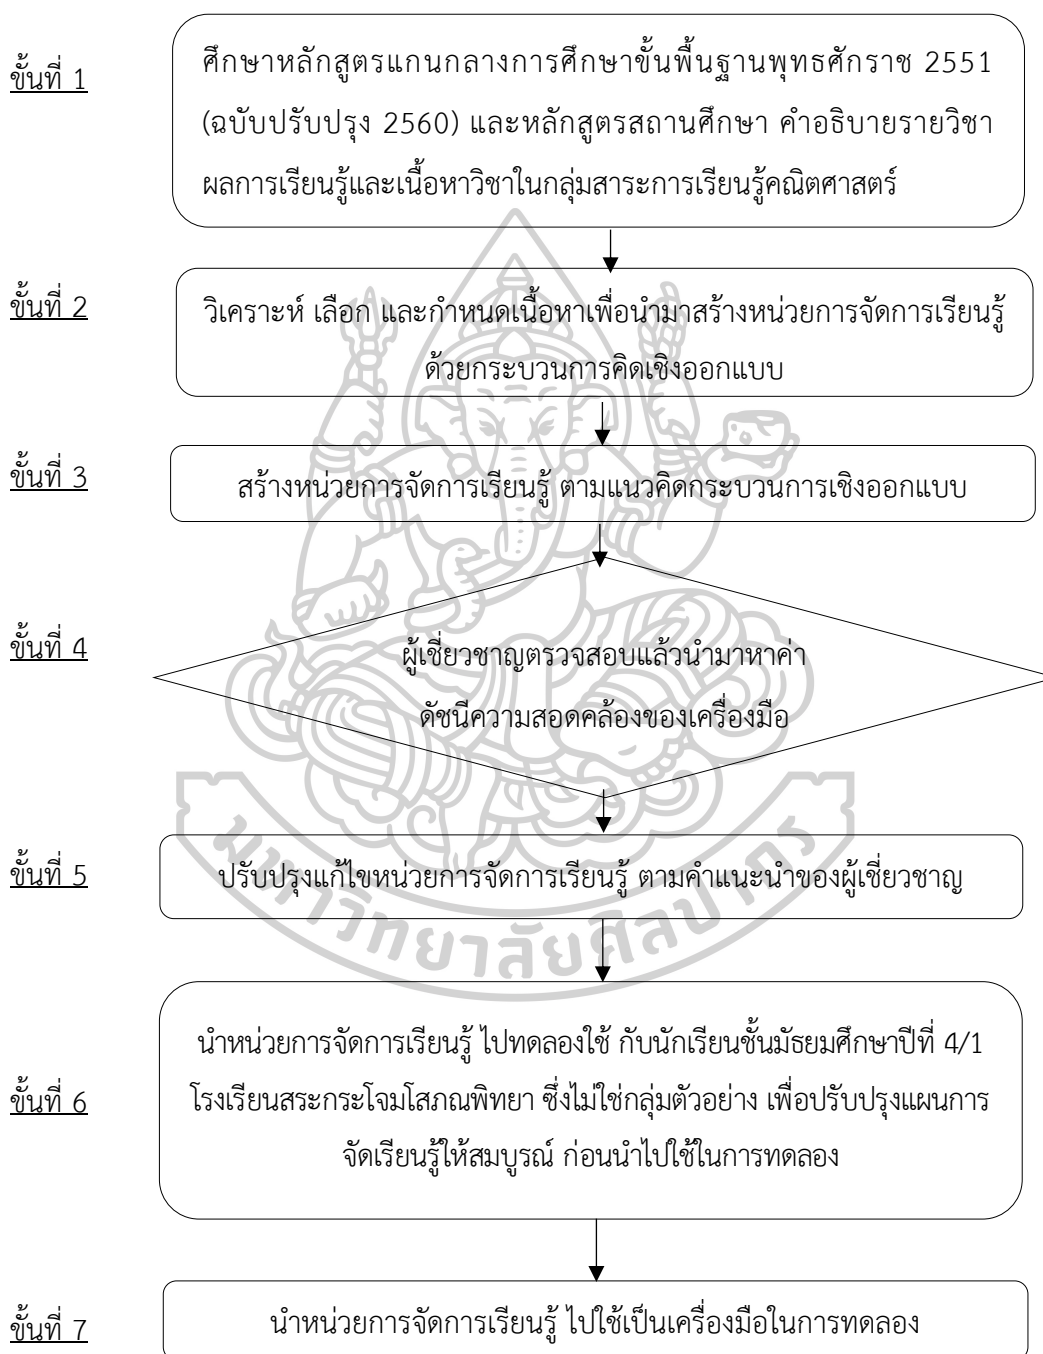 ขั้นที่ 1
ศึกษาหลักสูตรแกนกลางการศึกษาขั้นพื้นฐานพุทธศักราช 2551
(ฉบับปรับปรุง 2560) และหลักสูตรสถานศึกษา คำอธิบายรายวิชา
ผลการเรียนรู้และเนื้อหาวิชาในกลุ่มสาระการเรียนรู้คณิตศาสตร์
ขั้นที่ 2
วิเคราะห์ เลือก และกำหนดเนื้อหาเพื่อนำมาสร้างหน่วยการจัดการเรียนรู้
ด้วยกระบวนการคิดเชิงออกแบบ
ขั้นที่ 3
สร้างหน่วยการจัดการเรียนรู้ ตามแนวคิดกระบวนการเชิงออกแบบ
ขั้นที่ 4
ผู้เชี่ยวชาญตรวจสอบแล้วนำมาหาค่า
ดัชนีความสอดคล้องของเครื่องมือ
ขั้นที่ 5
ปรับปรุงแก้ไขหน่วยการจัดการเรียนรู้ ตามคำแนะนำของผู้เชี่ยวชาญ
มหาวิทยาลัยศิลปากร
ขั้นที่ 6
นำหน่วยการจัดการเรียนรู้ ไปทดลองใช้ กับนักเรียนชั้นมัธยมศึกษาปีที่ 4/1
โรงเรียนสระกระโจมโสภณพิทยา ซึ่งไม่ใช่กลุ่มตัวอย่าง เพื่อปรับปรุงแผนการ
จัดเรียนรู้ให้สมบูรณ์ ก่อนนำไปใช้ในการทดลอง
ขั้นที่ 7
นำหน่วยการจัดการเรียนรู้ ไปใช้เป็นเครื่องมือในการทดลอง